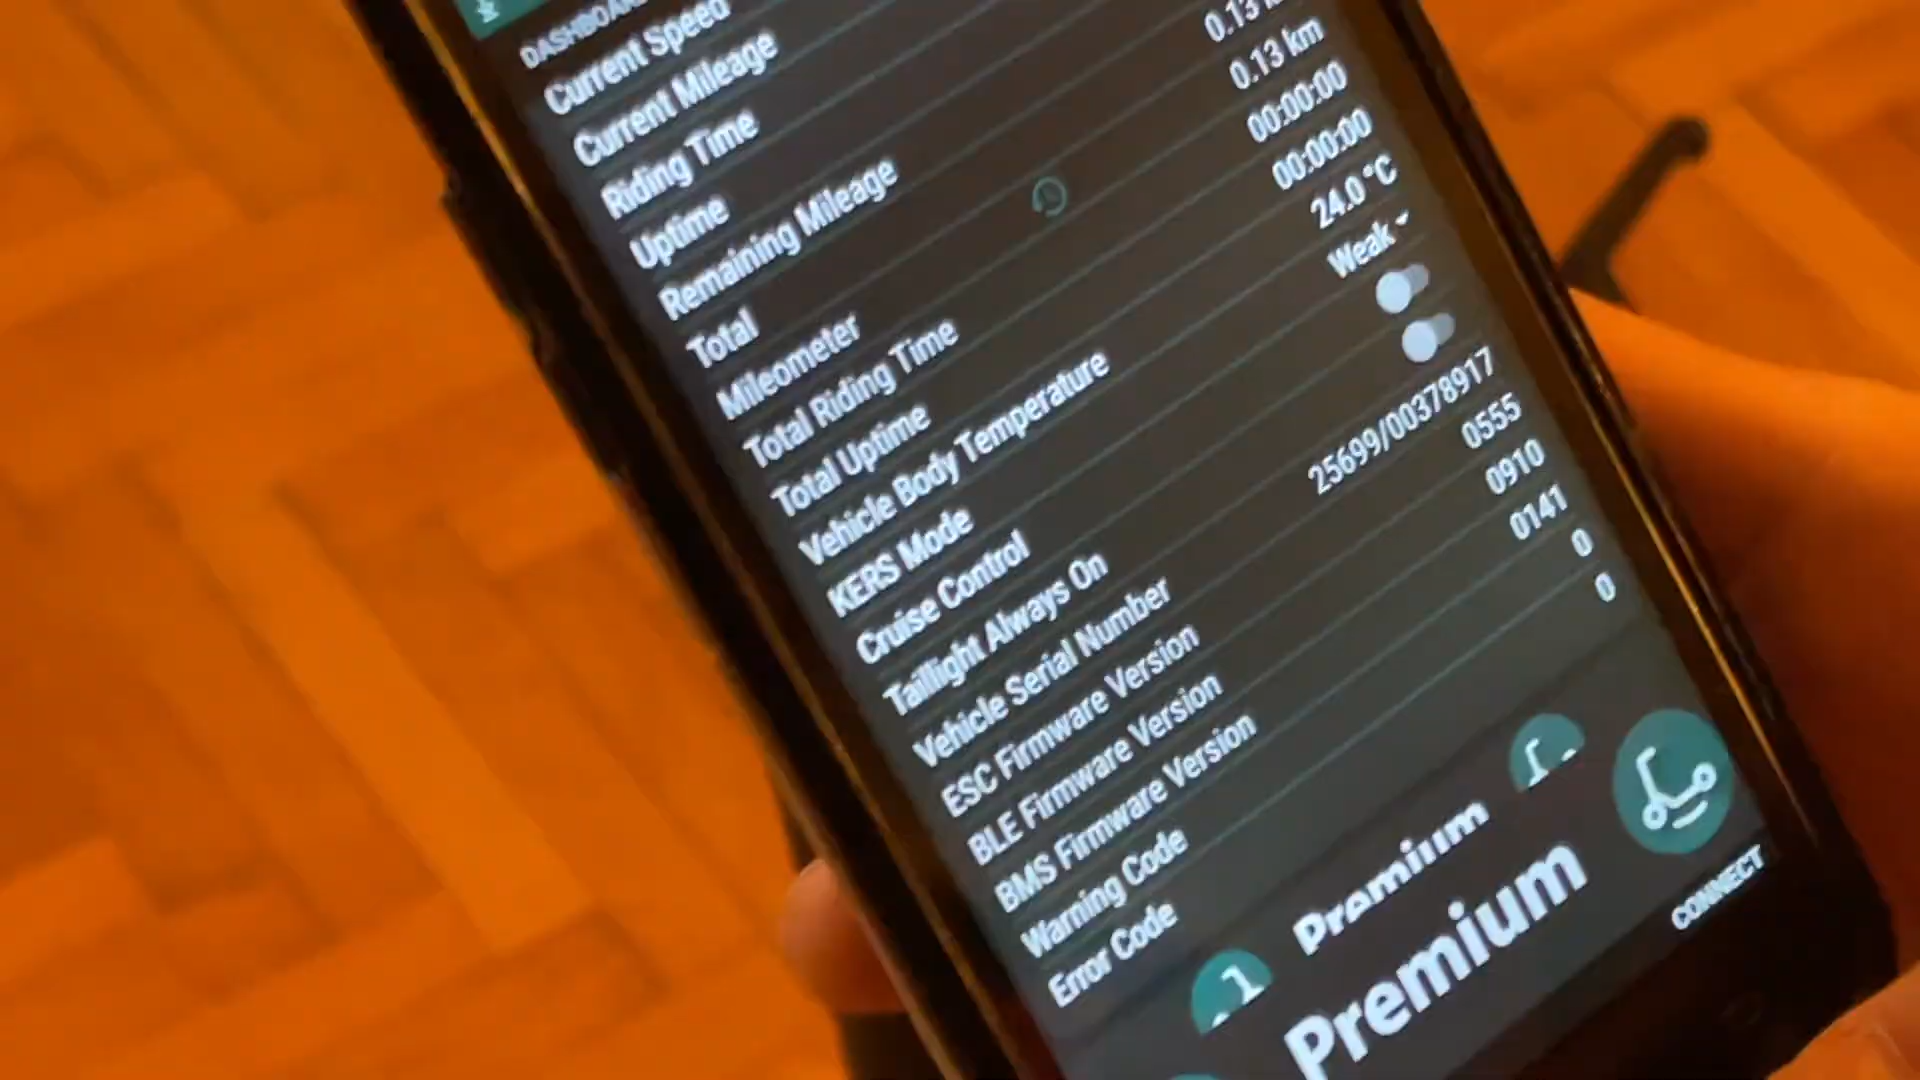 DASHBOA
Current Speed
Current Mileage
Riding Time
Uptime
Remaining Mileage
Total 0.13
Mileometer 0.13 km
Total Riding Time 00:00:00
Total Uptime 00:00:00
Vehicle Body Temperature 24.0 °C
KERS Mode Weak
Cruise Control
Taillight Always On
Vehicle Serial Number 25699/00378917
ESC Firmware Version 0555
BLE Firmware Version 0910
BMS Firmware Version 0141
Warning Code 0
Error Code 0
Premium
Premium
CONNECT